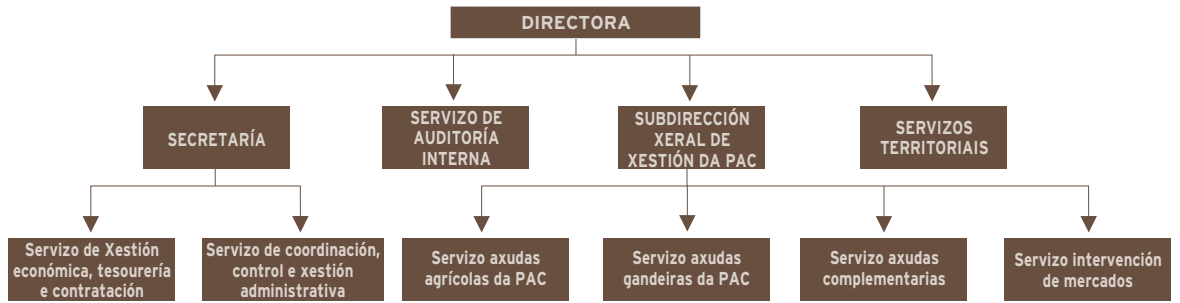 DIRECTORA
SECRETARÍA
SERVIZO DE
AUDITORÍA
INTERNA
SUBDIRECCIÓN
XERAL DE
XESTIÓN DA PAC
SERVIZOS
TERRITORIAIS
Servizo de Xestión
económica, tesourería
e contratación
Servizo de coordinación,
control e xestión
administrativa
Servizo axudas
agrícolas da PAC
Servizo axudas
gandeiras da PAC
Servizo axudas
complementarias
Servizo intervención
de mercados